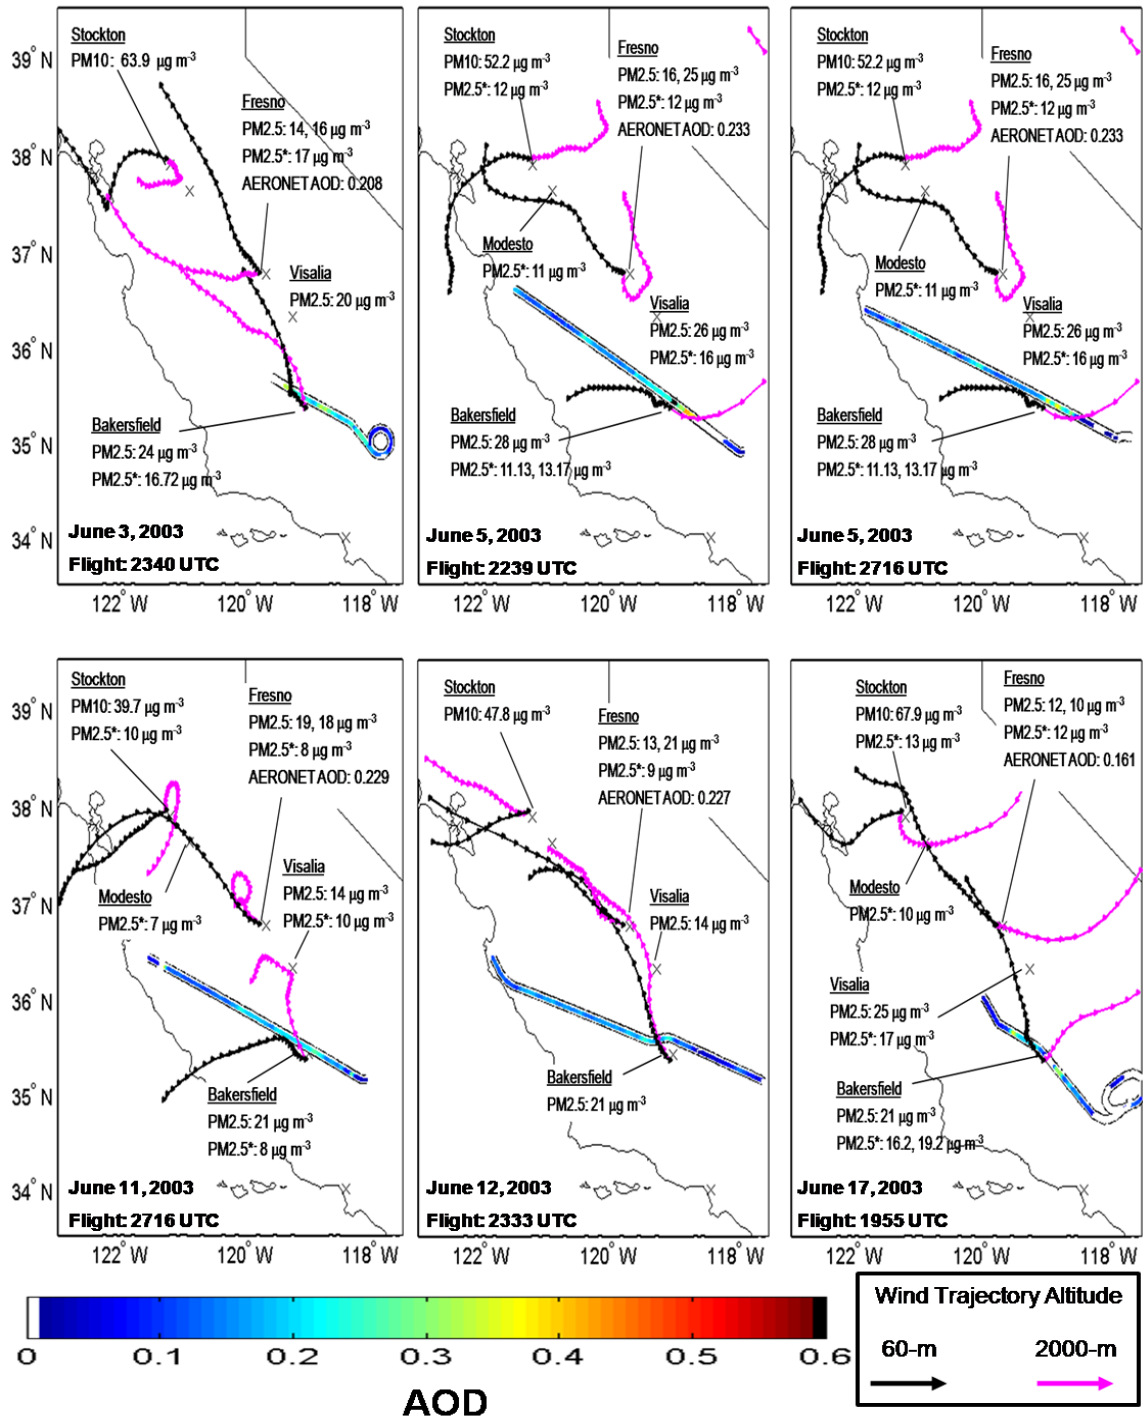 39° N
38° N
37° N
36° N
35° N
34° N
Stockton
PM10: 63.9 µg m-3
Fresno
PM2.5: 14, 16 µg m-3
PM2.5*: 17 µg m-3
AERONET AOD: 0.208
Visalia
PM2.5: 20 µg m-3
Bakersfield
PM2.5: 24 µg m-3
PM2.5*: 16.72 µg m-3
June 3, 2003
Flight: 2340 UTC
122° W
120° W
118° W
Stockton
PM10: 52.2 µg m-3
PM2.5*: 12 µg m-3
Fresno
PM2.5: 16, 25 µg m-3
PM2.5*: 12 µg m-3
AERONET AOD: 0.233
Modesto
PM2.5*: 11 µg m-3
Visalia
PM2.5: 26 µg m-3
PM2.5*: 16 µg m-3
Bakersfield
PM2.5: 28 µg m-3
PM2.5*: 11.13, 13.17 µg m-3
June 5, 2003
Flight: 2239 UTC
122° W
120° W
118° W
Stockton
PM10: 52.2 µg m-3
PM2.5*: 12 µg m-3
Fresno
PM2.5: 16, 25 µg m-3
PM2.5*: 12 µg m-3
AERONET AOD: 0.233
Modesto
PM2.5*: 11 µg m-3
Visalia
PM2.5: 26 µg m-3
PM2.5*: 16 µg m-3
Bakersfield
PM2.5: 28 µg m-3
PM2.5*: 11.13, 13.17 µg m-3
June 5, 2003
Flight: 2716 UTC
122° W
120° W
118° W
39° N
38° N
37° N
36° N
35° N
34° N
Stockton
PM10: 39.7 µg m-3
PM2.5*: 10 µg m-3
Fresno
PM2.5: 19, 18 µg m-3
PM2.5*: 8 µg m-3
AERONET AOD: 0.229
Visalia
PM2.5: 14 µg m-3
PM2.5*: 10 µg m-3
Modesto
PM2.5*: 7 µg m-3
Bakersfield
PM2.5: 21 µg m-3
PM2.5*: 8 µg m-3
June 11, 2003
Flight: 2716 UTC
122° W
120° W
118° W
Stockton
PM10: 47.8 µg m-3
Fresno
PM2.5: 13, 21 µg m-3
PM2.5*: 9 µg m-3
AERONET AOD: 0.227
Visalia
PM2.5: 14 µg m-3
Bakersfield
PM2.5: 21 µg m-3
June 12, 2003
Flight: 2333 UTC
122° W
120° W
118° W
Stockton
PM10: 67.9 µg m-3
PM2.5*: 13 µg m-3
Fresno
PM2.5: 12, 10 µg m-3
PM2.5*: 12 µg m-3
AERONET AOD: 0.161
Modesto
PM2.5*: 10 µg m-3
Visalia
PM2.5: 25 µg m-3
PM2.5*: 17 µg m-3
Bakersfield
PM2.5: 21 µg m-3
PM2.5*: 16.2, 19.2 µg m-3
June 17, 2003
Flight: 1955 UTC
122° W
120° W
118° W
0 0.1 0.2 0.3 0.4 0.5 0.6
AOD
Wind Trajectory Altitude
60-m 2000-m